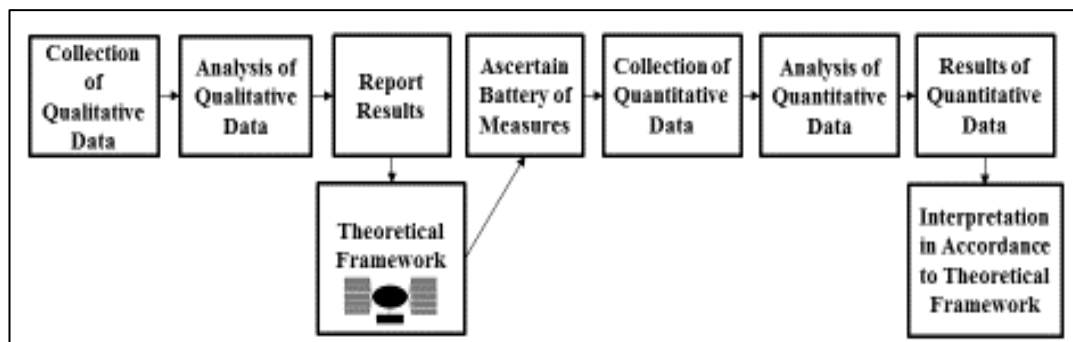 Collection
of
Qualitative
Data
Analysis of
Qualitative
Data
Report
Results
Theoretical
Framework
Ascertain
Battery of
Measures
Collection of
Quantitative
Data
Analysis of
Quantitative
Data
Results of
Quantitative
Data
Interpretation
in Accordance
to Theoretical
Framework